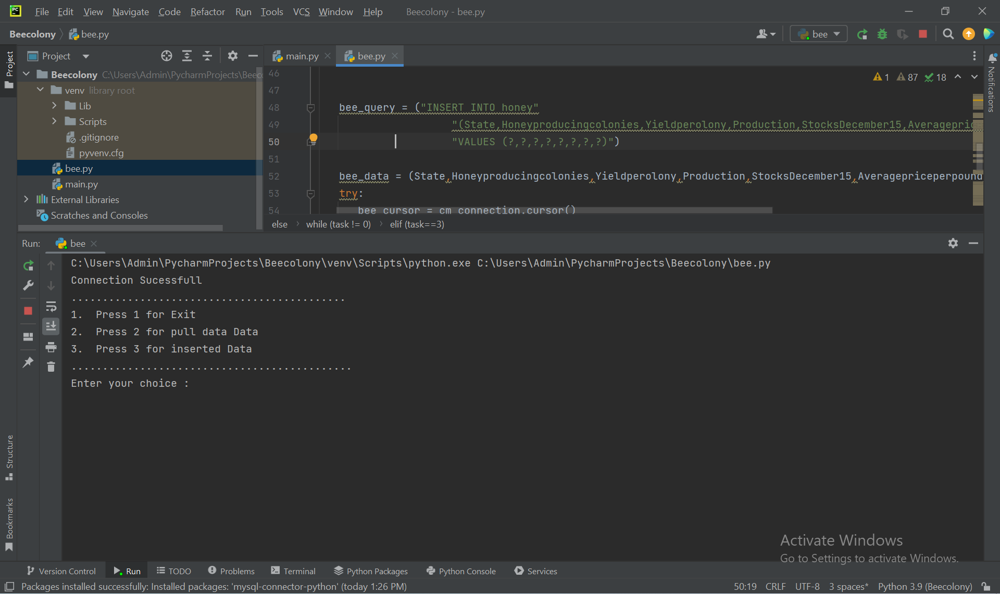 PC File Edit View Navigate Code Refactor Run Tools VCS Window Help Beecolony - bee.py
Beecolony bee.py bee
Project main.py bee.py
Project
Beecolony C:\Users\Admin\PycharmProjects\Beec
venv library root
Lib
Scripts
.gitignore
pyvenv.cfg
bee.py
main.py
External Libraries
Scratches and Consoles
1 87 18
46
47
48 bee_query = ("INSERT INTO honey"
49 "(State,Honeyproducingcolonies,Yieldperolony,Production,StocksDecember15,Averagepric
50 "VALUES (?,?,?,?,?,?,?,?)")
51
52 bee_data = (State,Honeyproducingcolonies,Yieldperolony,Production,StocksDecember15,Averagepriceperpound
53 try:
54 bee_cursor = cm_connection.cursor()
else while (task != 0) elif (task==3)
Notifications
Run: bee
C:\Users\Admin\PycharmProjects\Beecolony\venv\Scripts\python.exe C:\Users\Admin\PycharmProjects\Beecolony\bee.py
Connection Sucessfull
............................................
1. Press 1 for Exit
2. Press 2 for pull data Data
3. Press 3 for inserted Data
.............................................
Enter your choice :
Structure
Bookmarks
Activate Windows
Go to Settings to activate Windows.
Version Control Run TODO Problems Terminal Python Packages Python Console Services
Packages installed successfully: Installed packages: 'mysql-connector-python' (today 1:26 PM) 50:19 CRLF UTF-8 3 spaces* Python 3.9 (Beecolony)